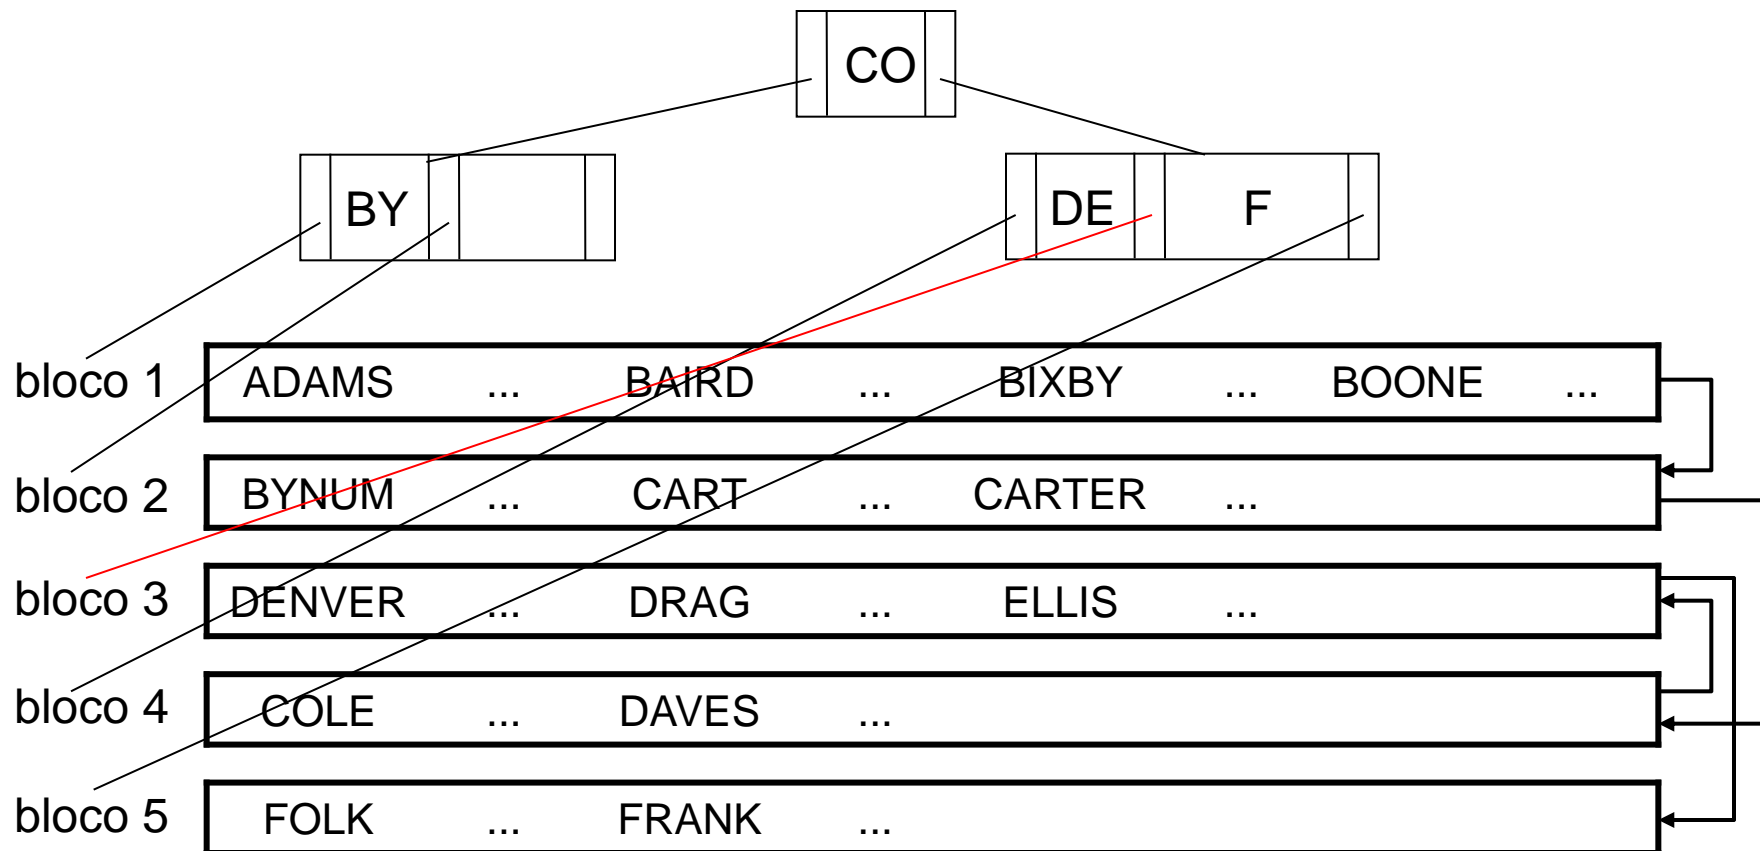 CO
BY
DE F
bloco 1 ADAMS ... BAIRD ... BIXBY ... BOONE ...
bloco 2 BYNUM ... CART ... CARTER ...
bloco 3 DENVER ... DRAG ... ELLIS ...
bloco 4 COLE ... DAVES ...
bloco 5 FOLK ... FRANK ...